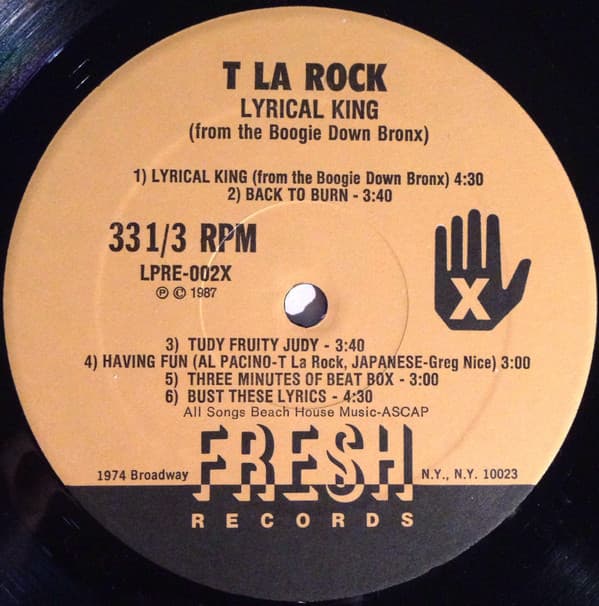 T LA ROCK
LYRICAL KING
(from the Boogie Down Bronx)
1) LYRICAL KING (from the Boogie Down Bronx) 4:30
2) BACK TO BURN - 3:40
33 1/3 RPM
LPRE-002X
Ⓟ © 1987
X
3) TUDY FRUITY JUDY - 3:40
4) HAVING FUN (AL PACINO-T La Rock, JAPANESE-Greg Nice) 3:00
5) THREE MINUTES OF BEAT BOX - 3:00
6) BUST THESE LYRICS - 4:30
All Songs Beach House Music-ASCAP
1974 Broadway
FRESH
N.Y., N.Y. 10023
RECORDS